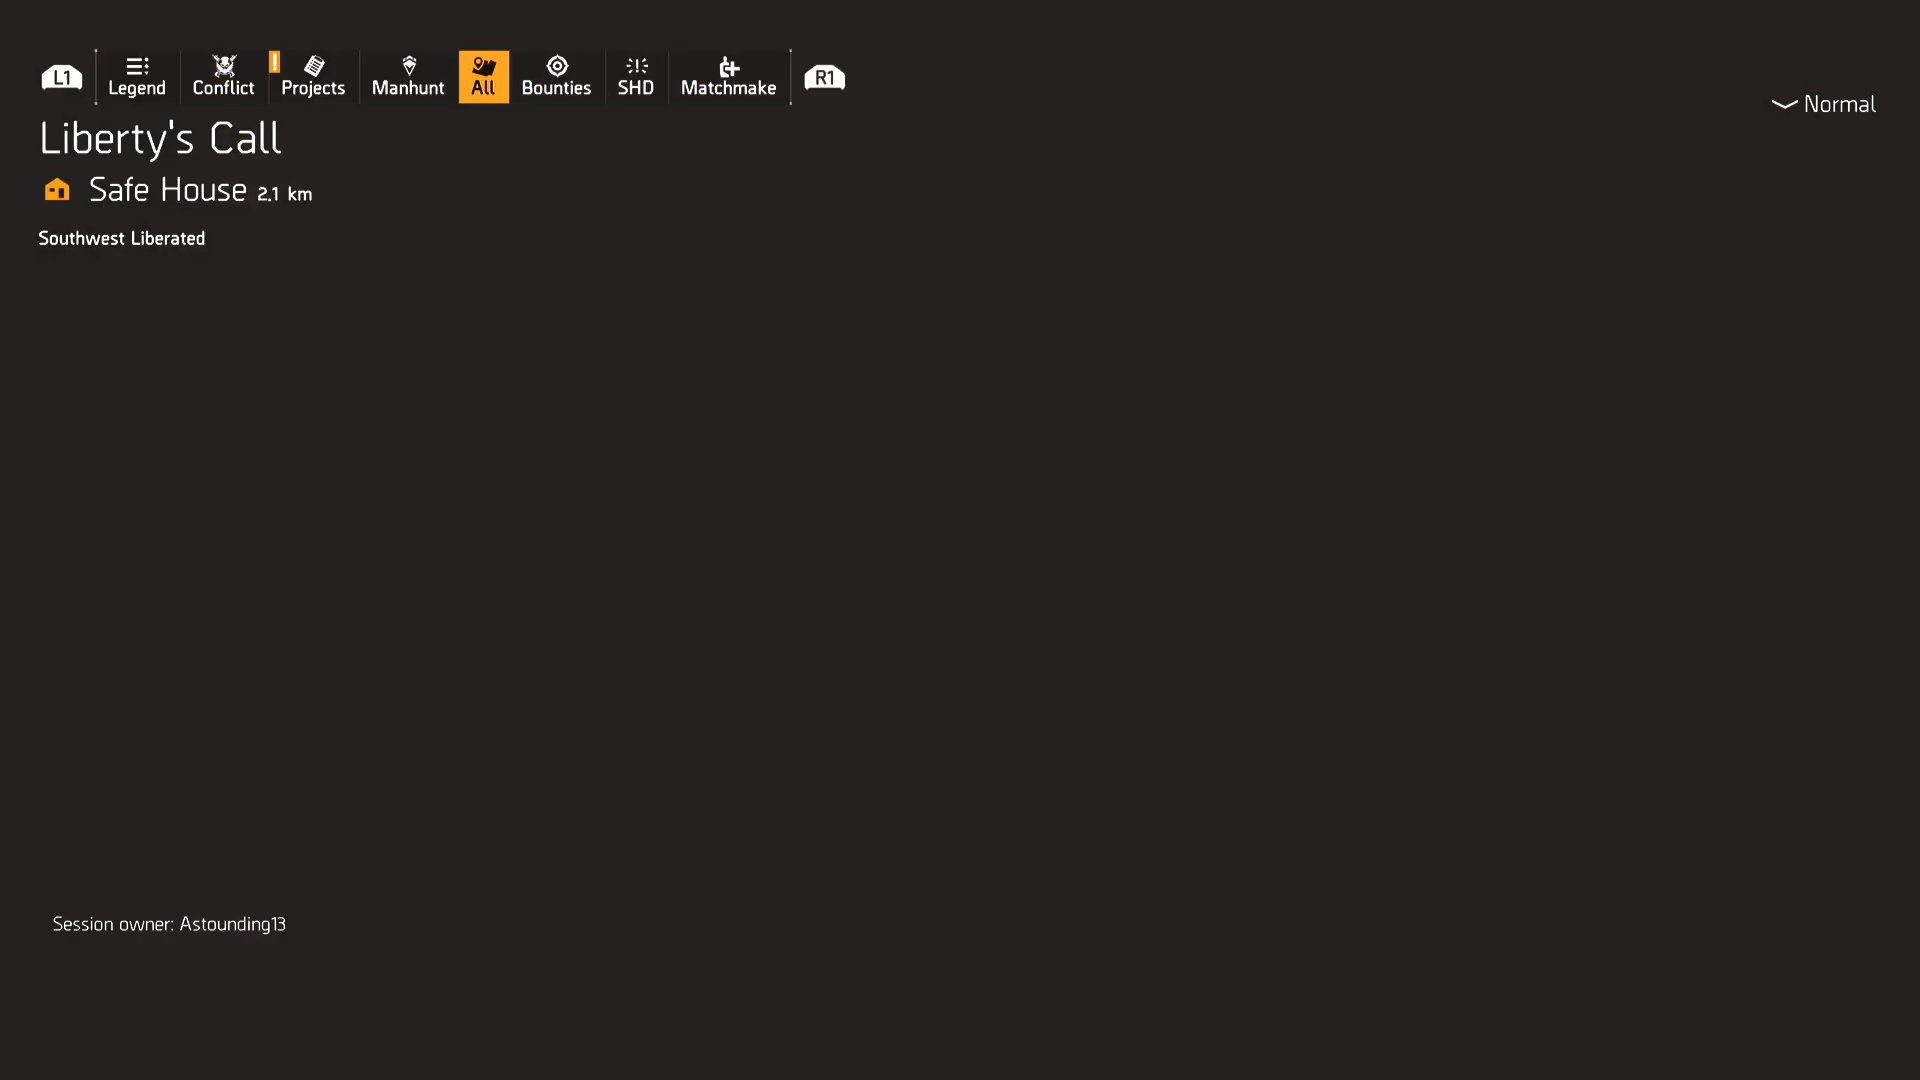 L1 Legend Conflict Projects Manhunt All Bounties SHD Matchmake R1
Normal
Liberty's Call
Safe House 2.1 km
Southwest Liberated
Session owner: Astounding13